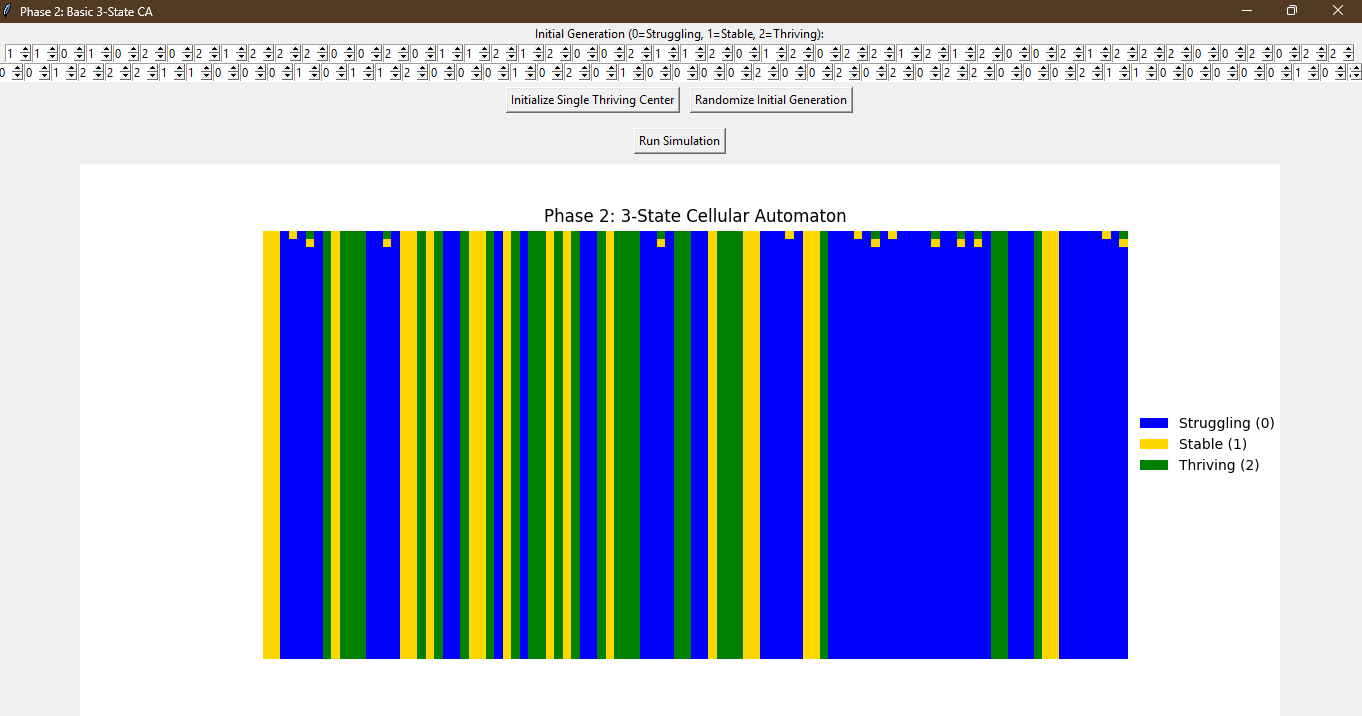 Phase 2: Basic 3-State CA
Initial Generation (0=Struggling, 1=Stable, 2=Thriving):
1 1 0 1 0 2 0 2 1 2 2 2 0 0 2 0 1 1 2 1 2 0 0 2 1 1 2 0 1 2 0 2 2 1 2 1 2 0 0 2 1 2 2 2 0 0 2 0 2 2
0 0 1 2 2 2 1 1 0 0 0 1 0 1 1 2 0 0 0 1 0 2 0 1 0 0 0 0 2 0 0 2 0 2 0 2 2 0 0 0 2 1 1 0 0 0 0 0 1 0
Initialize Single Thriving Center Randomize Initial Generation
Run Simulation
Phase 2: 3-State Cellular Automaton
Struggling (0)
Stable (1)
Thriving (2)